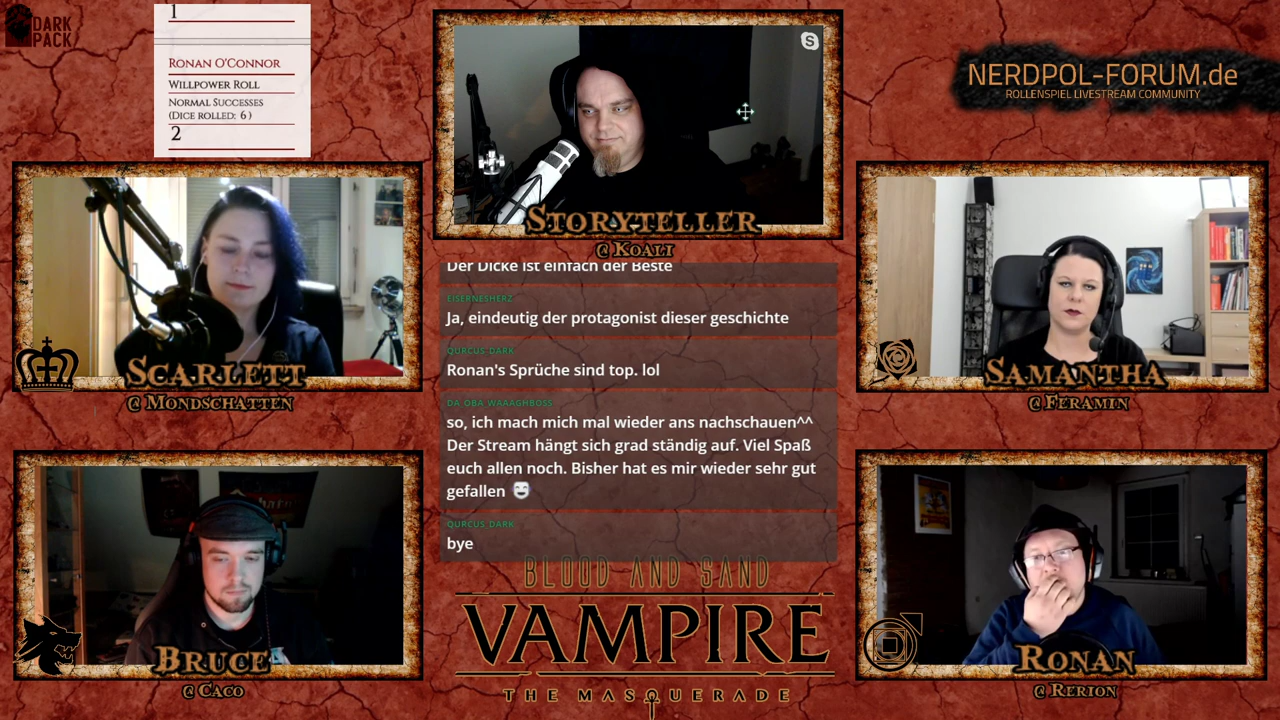 DARK
PACK
1
RONAN O'CONNOR
WILLPOWER ROLL
NORMAL SUCCESSES
(DICE ROLLED: 6)
2
STORYTELLER
@ KOALI
NERDPOL-FORUM.de
ROLLENSPIEL LIVESTREAM COMMUNITY
SCARLETT
@ MONDSCHATTEN
Der Dicke ist einfach der Beste
EISERNESHERZ
Ja, eindeutig der protagonist dieser geschichte
QURCUS_DARK
Ronan's Sprüche sind top. lol
DA_OBA_WAAAGHBOSS
so, ich mach mich mal wieder ans nachschauen^^
Der Stream hängt sich grad ständig auf. Viel Spaß
euch allen noch. Bisher hat es mir wieder sehr gut
gefallen
QURCUS_DARK
bye
SAMANTHA
@ FERAMIN
BRUCE
@ CACO
BLOOD AND SAND
VAMPIRE
THE MASQUERADE
RONAN
@ RERION